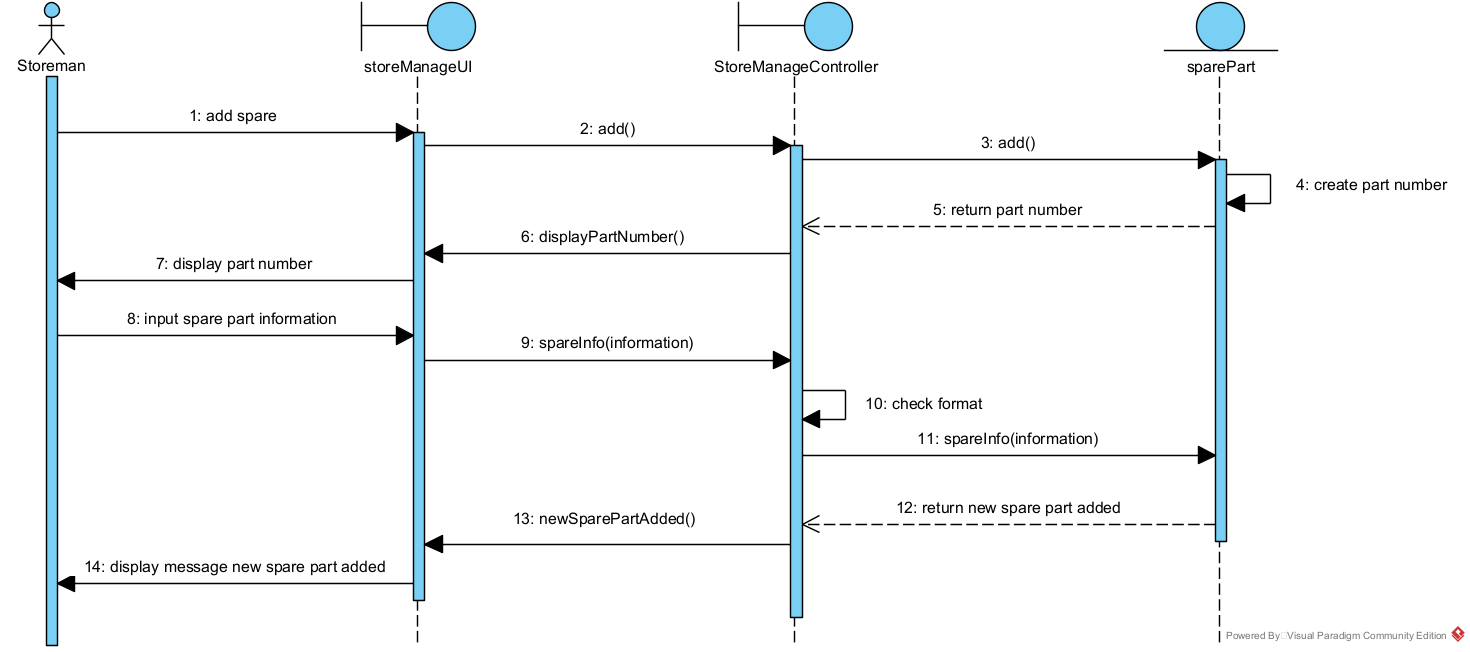 Storeman
storeManageUI
StoreManageController
sparePart
1: add spare
2: add()
3: add()
4: create part number
5: return part number
6: displayPartNumber()
7: display part number
8: input spare part information
9: spareInfo(information)
10: check format
11: spareInfo(information)
12: return new spare part added
13: newSparePartAdded()
14: display message new spare part added
Powered By Visual Paradigm Community Edition